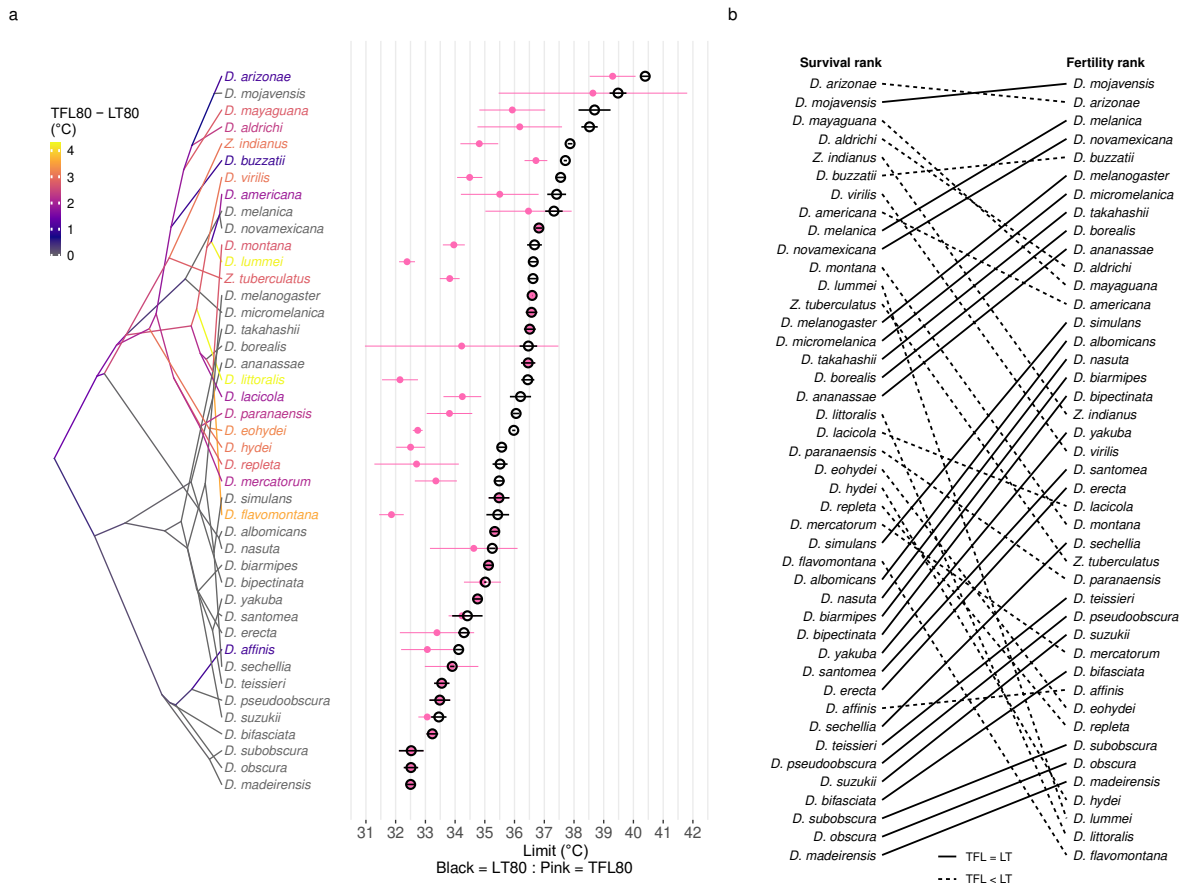 a
TFL80 − LT80
(°C)
4
3
2
1
0
D. arizonae
D. mojavensis
D. mayaguana
D. aldrichi
Z. indianus
D. buzzatii
D. virilis
D. americana
D. melanica
D. novamexicana
D. montana
D. lummei
Z. tuberculatus
D. melanogaster
D. micromelanica
D. takahashii
D. borealis
D. ananassae
D. littoralis
D. lacicola
D. paranaensis
D. eohydei
D. hydei
D. repleta
D. mercatorum
D. simulans
D. flavomontana
D. albomicans
D. nasuta
D. biarmipes
D. bipectinata
D. yakuba
D. santomea
D. erecta
D. affinis
D. sechellia
D. teissieri
D. pseudoobscura
D. suzukii
D. bifasciata
D. subobscura
D. obscura
D. madeirensis
31 32 33 34 35 36 37 38 39 40 41 42
Limit (°C)
Black = LT80 : Pink = TFL80
b
Survival rank
D. arizonae
D. mojavensis
D. mayaguana
D. aldrichi
Z. indianus
D. buzzatii
D. virilis
D. americana
D. melanica
D. novamexicana
D. montana
D. lummei
Z. tuberculatus
D. melanogaster
D. micromelanica
D. takahashii
D. borealis
D. ananassae
D. littoralis
D. lacicola
D. paranaensis
D. eohydei
D. hydei
D. repleta
D. mercatorum
D. simulans
D. flavomontana
D. albomicans
D. nasuta
D. biarmipes
D. bipectinata
D. yakuba
D. santomea
D. erecta
D. affinis
D. sechellia
D. teissieri
D. pseudoobscura
D. suzukii
D. bifasciata
D. subobscura
D. obscura
D. madeirensis
Fertility rank
D. mojavensis
D. arizonae
D. melanica
D. novamexicana
D. buzzatii
D. melanogaster
D. micromelanica
D. takahashii
D. borealis
D. ananassae
D. aldrichi
D. mayaguana
D. americana
D. simulans
D. albomicans
D. nasuta
D. biarmipes
D. bipectinata
Z. indianus
D. yakuba
D. virilis
D. santomea
D. erecta
D. lacicola
D. montana
D. sechellia
Z. tuberculatus
D. paranaensis
D. teissieri
D. pseudoobscura
D. suzukii
D. mercatorum
D. bifasciata
D. affinis
D. eohydei
D. repleta
D. subobscura
D. obscura
D. madeirensis
D. hydei
D. lummei
D. littoralis
D. flavomontana
TFL = LT
TFL < LT